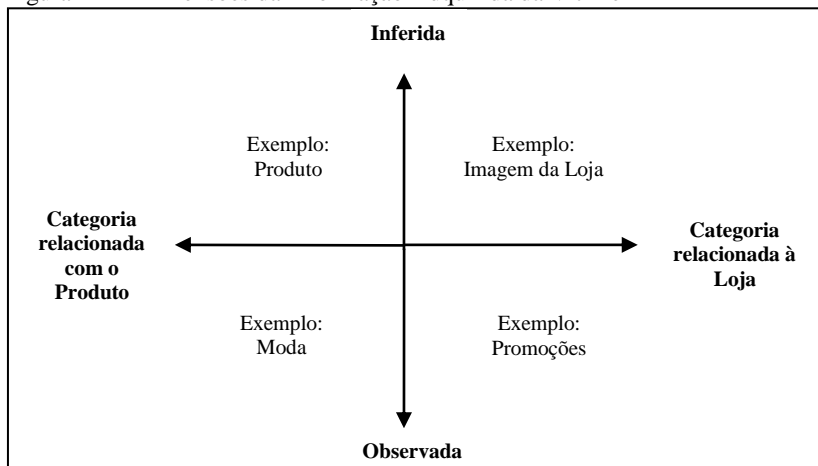 Inferida
Exemplo:
Produto
Exemplo:
Imagem da Loja
Categoria
relacionada
com o
Produto
Categoria
relacionada à
Loja
Exemplo:
Moda
Exemplo:
Promoções
Observada